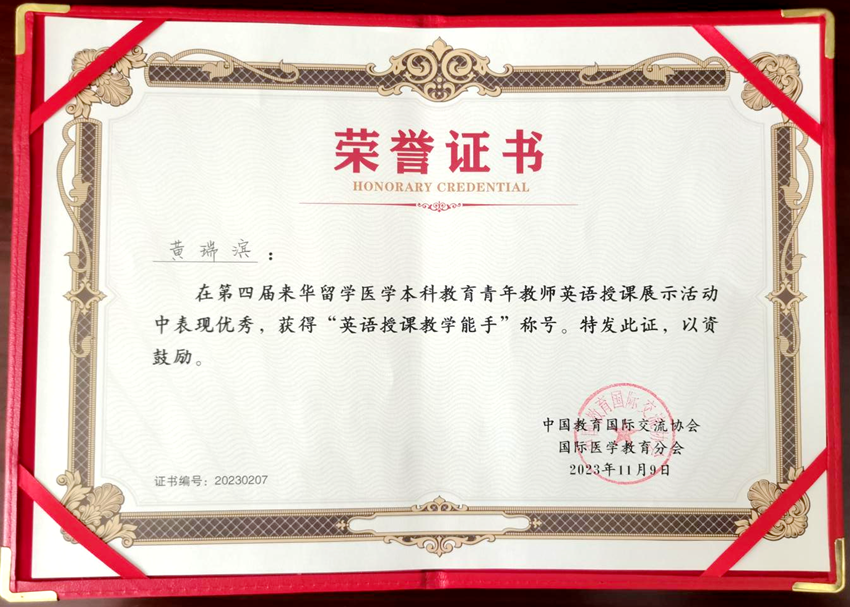 荣誉证书
HONORARY CREDENTIAL
黄瑞滨：
在第四届来华留学医学本科教育青年教师英语授课展示活动
中表现优秀，获得“英语授课教学能手”称号。特发此证，以资
鼓励。
中国教育国际交流协会
国际医学教育分会
2023年11月9日
证书编号：20230207